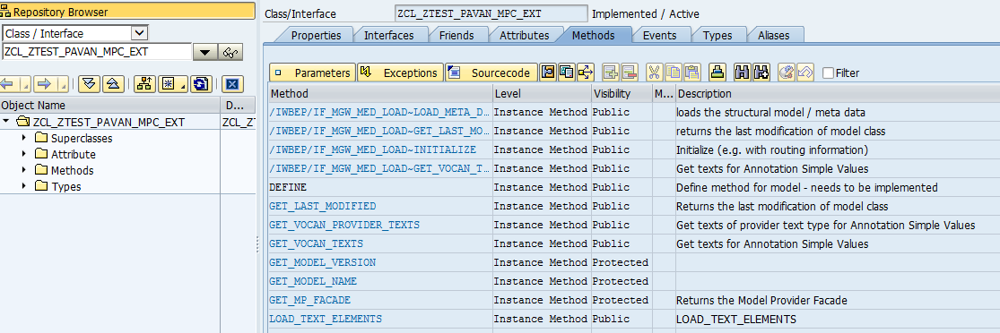 Repository Browser
Class / Interface
ZCL_ZTEST_PAVAN_MPC_EXT
Object Name D...
ZCL_ZTEST_PAVAN_MPC_EXT ZCL_ZT
Superclasses
Attribute
Methods
Types
Class/Interface ZCL_ZTEST_PAVAN_MPC_EXT Implemented / Active
Properties Interfaces Friends Attributes Methods Events Types Aliases
Parameters Exceptions Sourcecode Filter
Method Level Visibility M... Description
/IWBEP/IF_MGW_MED_LOAD~LOAD_META_D... Instance Method Public loads the structural model / meta data
/IWBEP/IF_MGW_MED_LOAD~GET_LAST_MO... Instance Method Public returns the last modification of model class
/IWBEP/IF_MGW_MED_LOAD~INITIALIZE Instance Method Public Initialize (e.g. with routing information)
/IWBEP/IF_MGW_MED_LOAD~GET_VOCAN_T... Instance Method Public Get texts for Annotation Simple Values
DEFINE Instance Method Public Define method for model - needs to be implemented
GET_LAST_MODIFIED Instance Method Public Returns the last modification of model class
GET_VOCAN_PROVIDER_TEXTS Instance Method Public Get texts of provider text type for Annotation Simple Values
GET_VOCAN_TEXTS Instance Method Public Get texts for Annotation Simple Values
GET_MODEL_VERSION Instance Method Protected
GET_MODEL_NAME Instance Method Protected
GET_MP_FACADE Instance Method Protected Returns the Model Provider Facade
LOAD_TEXT_ELEMENTS Instance Method Public LOAD_TEXT_ELEMENTS